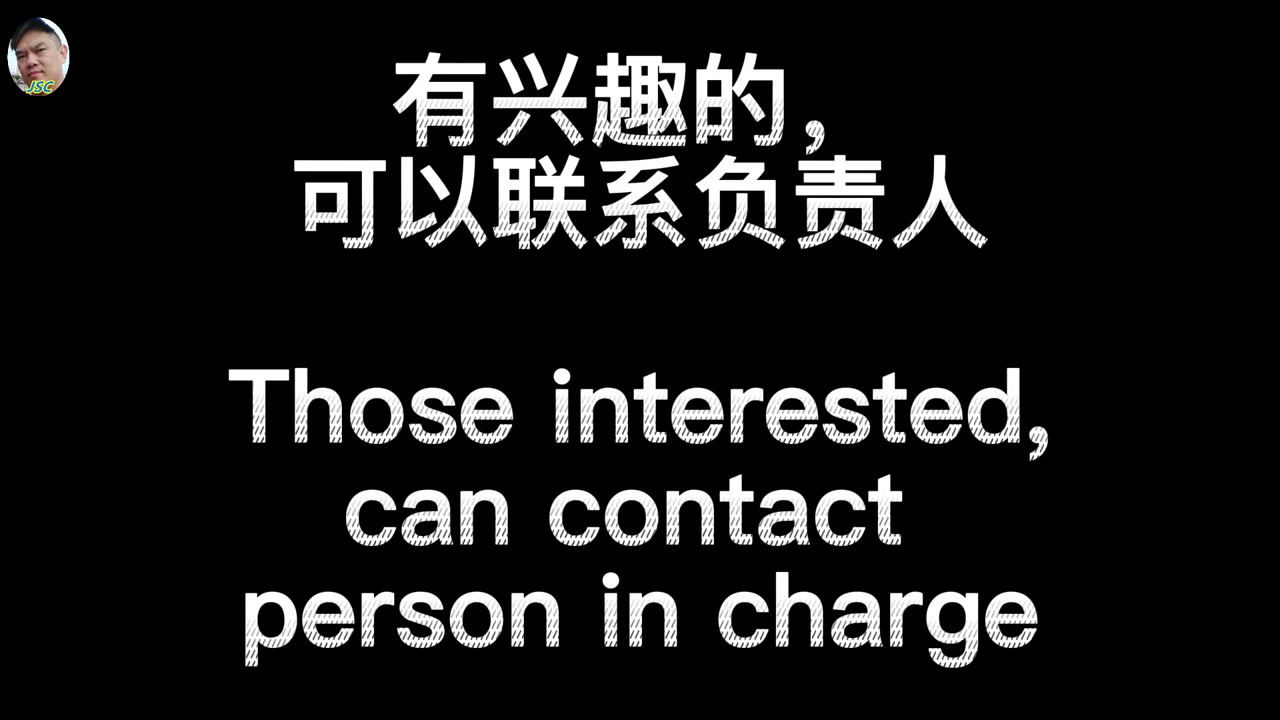 JSC
有兴趣的，
可以联系负责人
Those interested,
can contact
person in charge